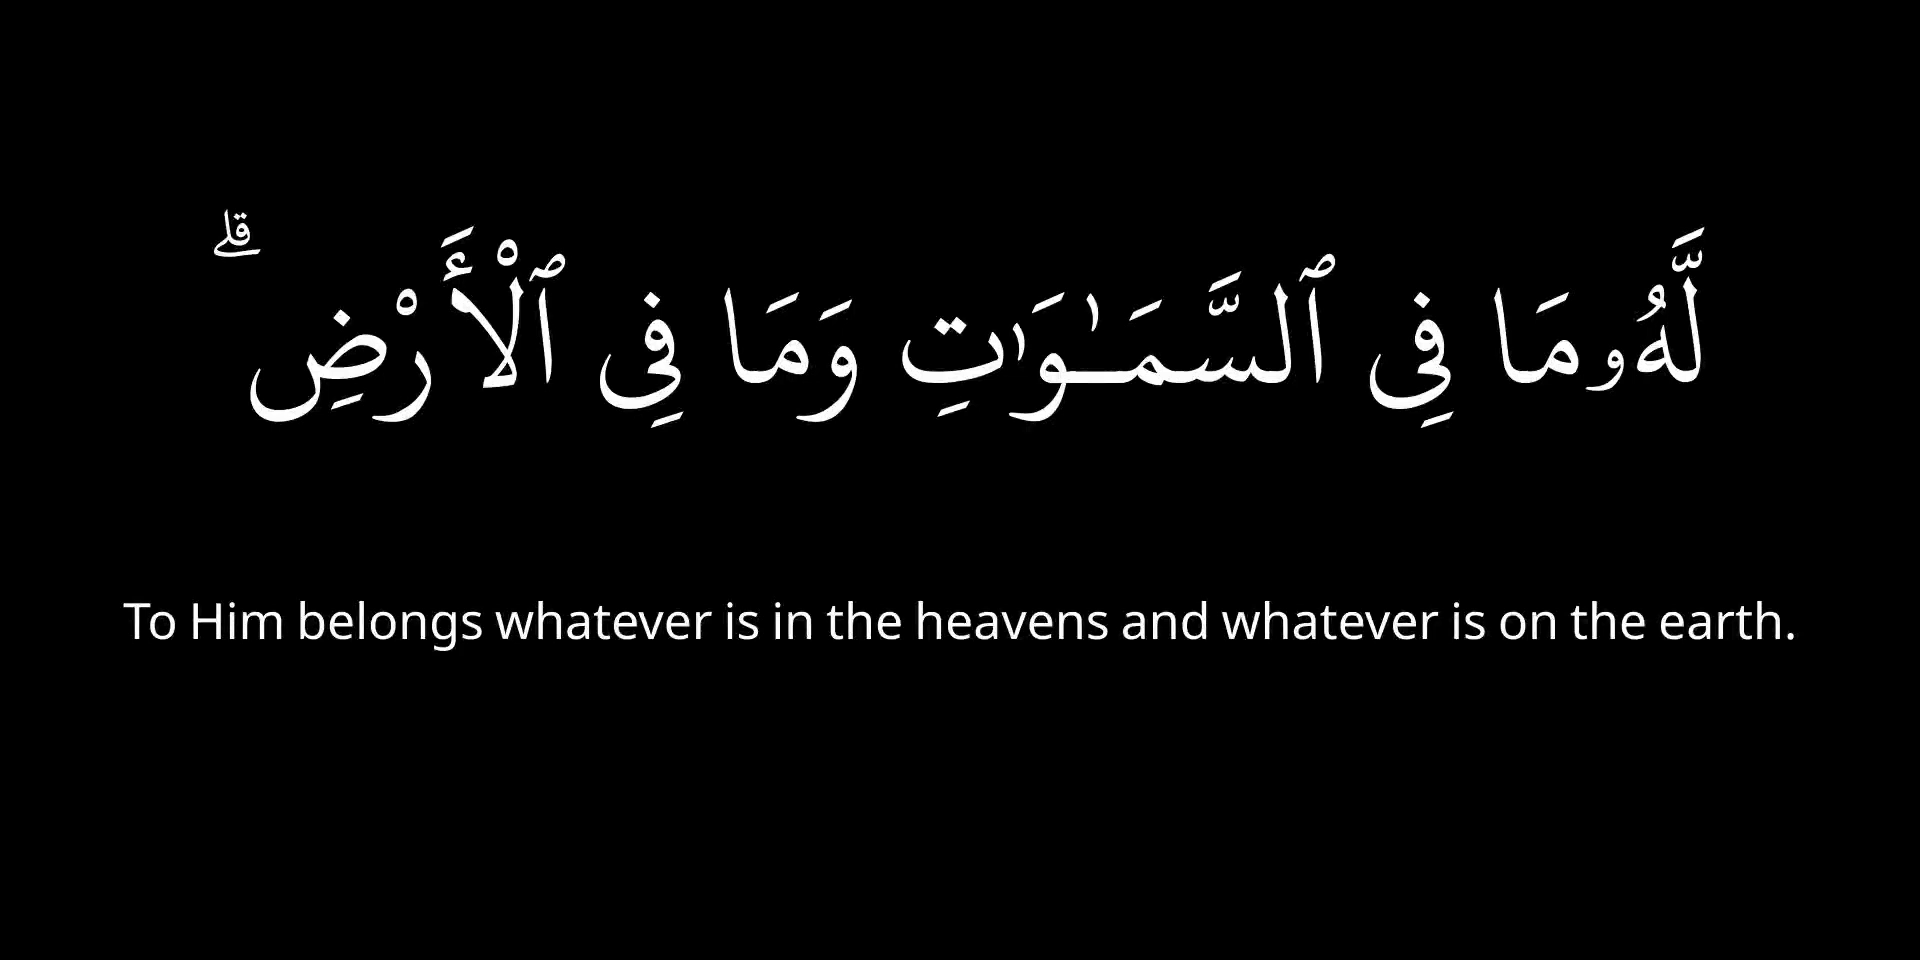 لَّهُۥ مَا فِى ٱلسَّمَـٰوَٰتِ وَمَا فِى ٱلْأَرْضِ ۗ
To Him belongs whatever is in the heavens and whatever is on the earth.